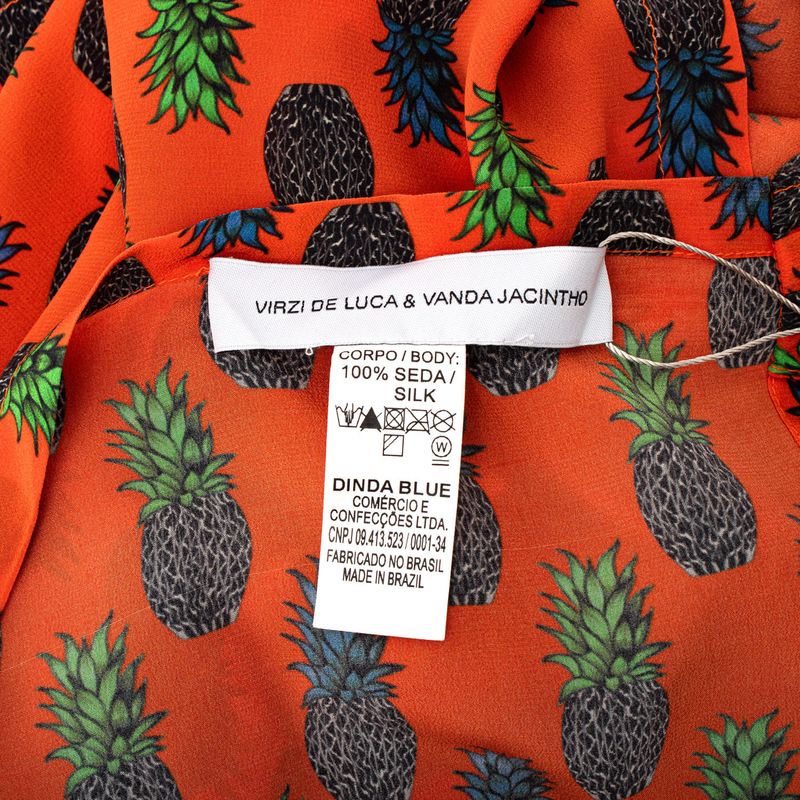 VIRZI DE LUCA & VANDA JACINTHO
CORPO / BODY:
100% SEDA /
SILK
W
DINDA BLUE
COMÉRCIO E
CONFECÇÕES LTDA.
CNPJ 09.413.523 / 0001-34
FABRICADO NO BRASIL
MADE IN BRAZIL